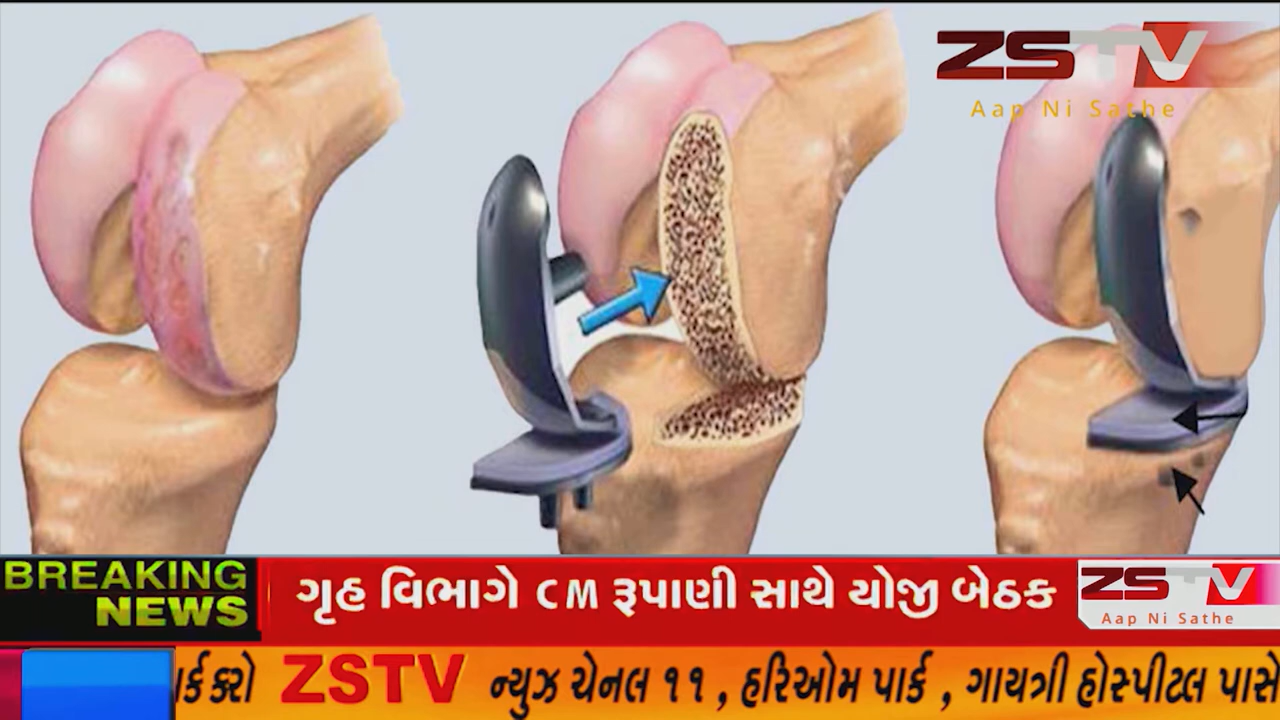 ZSTV
Aap Ni Sathe
BREAKING
NEWS
ગૃહ વિભાગે CM રૂપાણી સાથે યોજી બેઠક
ZSTV
Aap Ni Sathe
ર્ક કરો ZSTV ન્યુઝ ચેનલ ૧૧ , હરિઓમ પાર્ક , ગાયત્રી હોસ્પીટલ પાસે